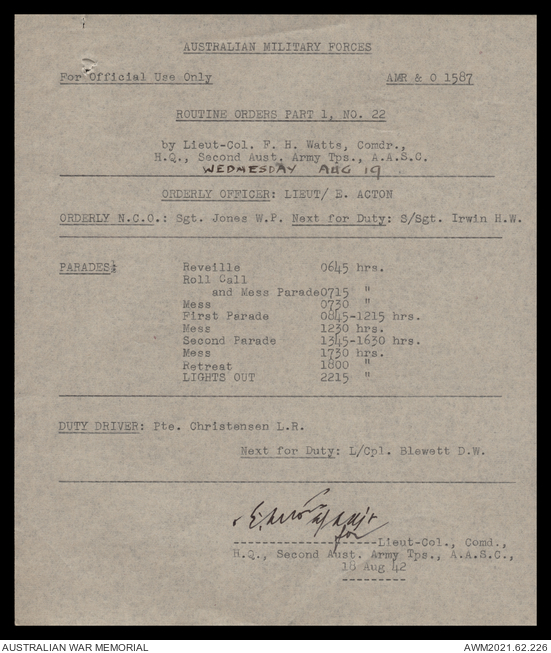 AUSTRALIAN MILITARY FORCES
For Official Use Only AMR & O 1587
ROUTINE ORDERS PART 1, NO. 22
by Lieut-Col. F. H. Watts, Comdr.,
H.Q., Second Aust. Army Tps., A.A.S.C.
WEDNESDAY AUG 19
ORDERLY OFFICER: LIEUT/ E. ACTON
ORDERLY N.C.O.: Sgt. Jones W.P. Next for Duty: S/Sgt. Irwin H.W.
PARADES: Reveille 0645 hrs.
Roll Call
and Mess Parade0715 "
Mess 0730 "
First Parade 0845-1215 hrs.
Mess 1230 hrs.
Second Parade 1345-1630 hrs.
Mess 1730 hrs.
Retreat 1800 "
LIGHTS OUT 2215 "
DUTY DRIVER: Pte. Christensen L.R.
Next for Duty: L/Cpl. Blewett D.W.
for
--------------------Lieut-Col., Comd.,
H.Q., Second Aust. Army Tps., A.A.S.C.,
18 Aug 42
---------
AUSTRALIAN WAR MEMORIAL AWM2021.62.226